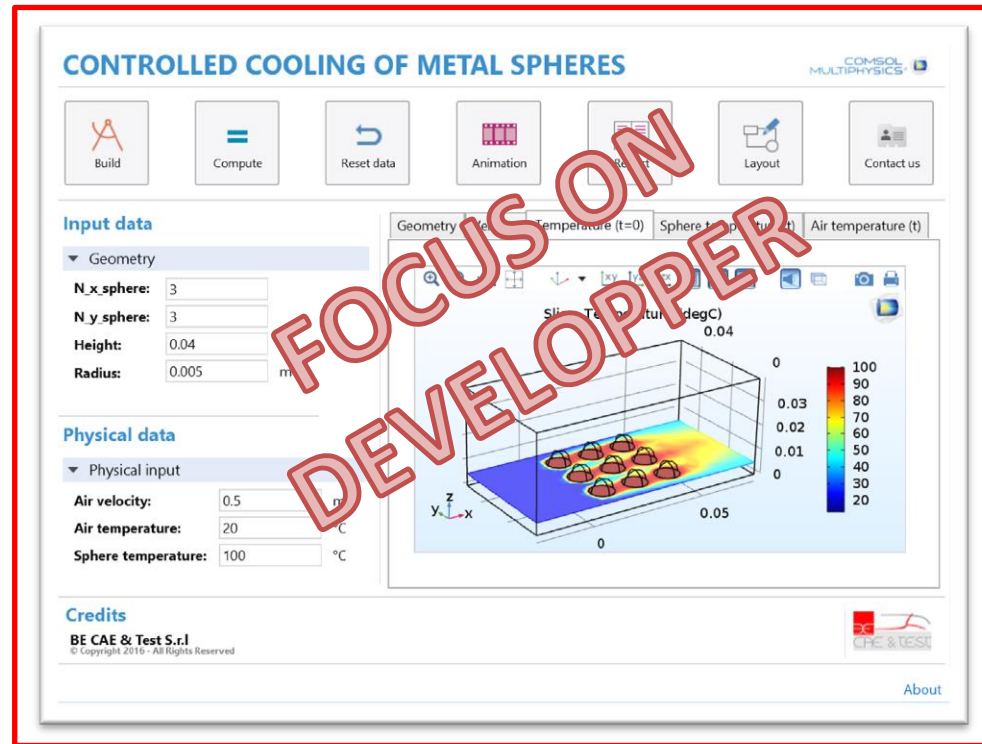 CONTROLLED COOLING OF METAL SPHERES
COMSOL
MULTIPHYSICS®
Build
Compute
Reset data
Animation
Layout
Contact us
FOCUS ON
DEVELOPPER
Input data
Geometry
N_x_sphere: 3
N_y_sphere: 3
Height: 0.04
Radius: 0.005
Physical data
Physical input
Air velocity: 0.5
Air temperature: 20 °C
Sphere temperature: 100 °C
Geometry
Temperature (t=0)
Air temperature (t)
0.04
0
0.03
0.02
0.01
0
0.05
0
z
y
x
100
90
80
70
60
50
40
30
20
Credits
BE CAE & Test S.r.l
© Copyright 2016 - All Rights Reserved
CAE & TEST
About